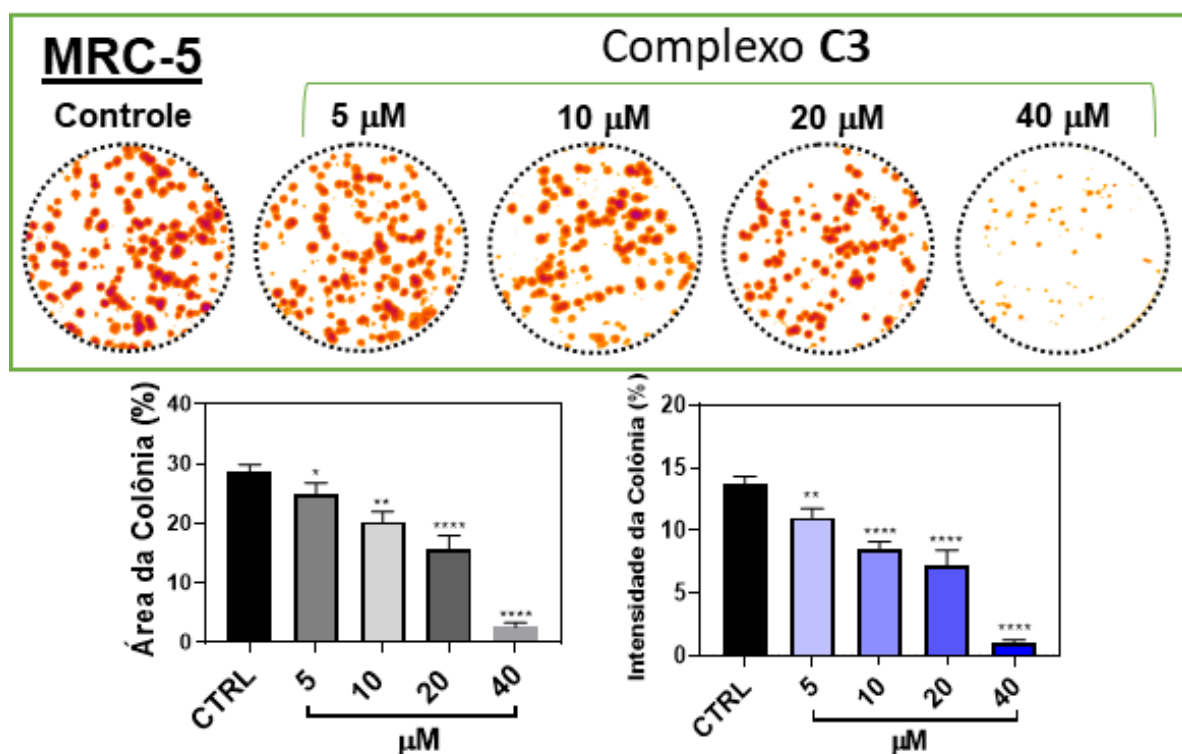 MRC-5
Complexo C3
Controle
5 µM
10 µM
20 µM
40 µM
Área da Colônia (%)
40
30
20
10
0
*
**
****
****
CTRL
5
10
20
40
µM
Intensidade da Colônia (%)
20
15
10
5
0
**
****
****
****
CTRL
5
10
20
40
µM